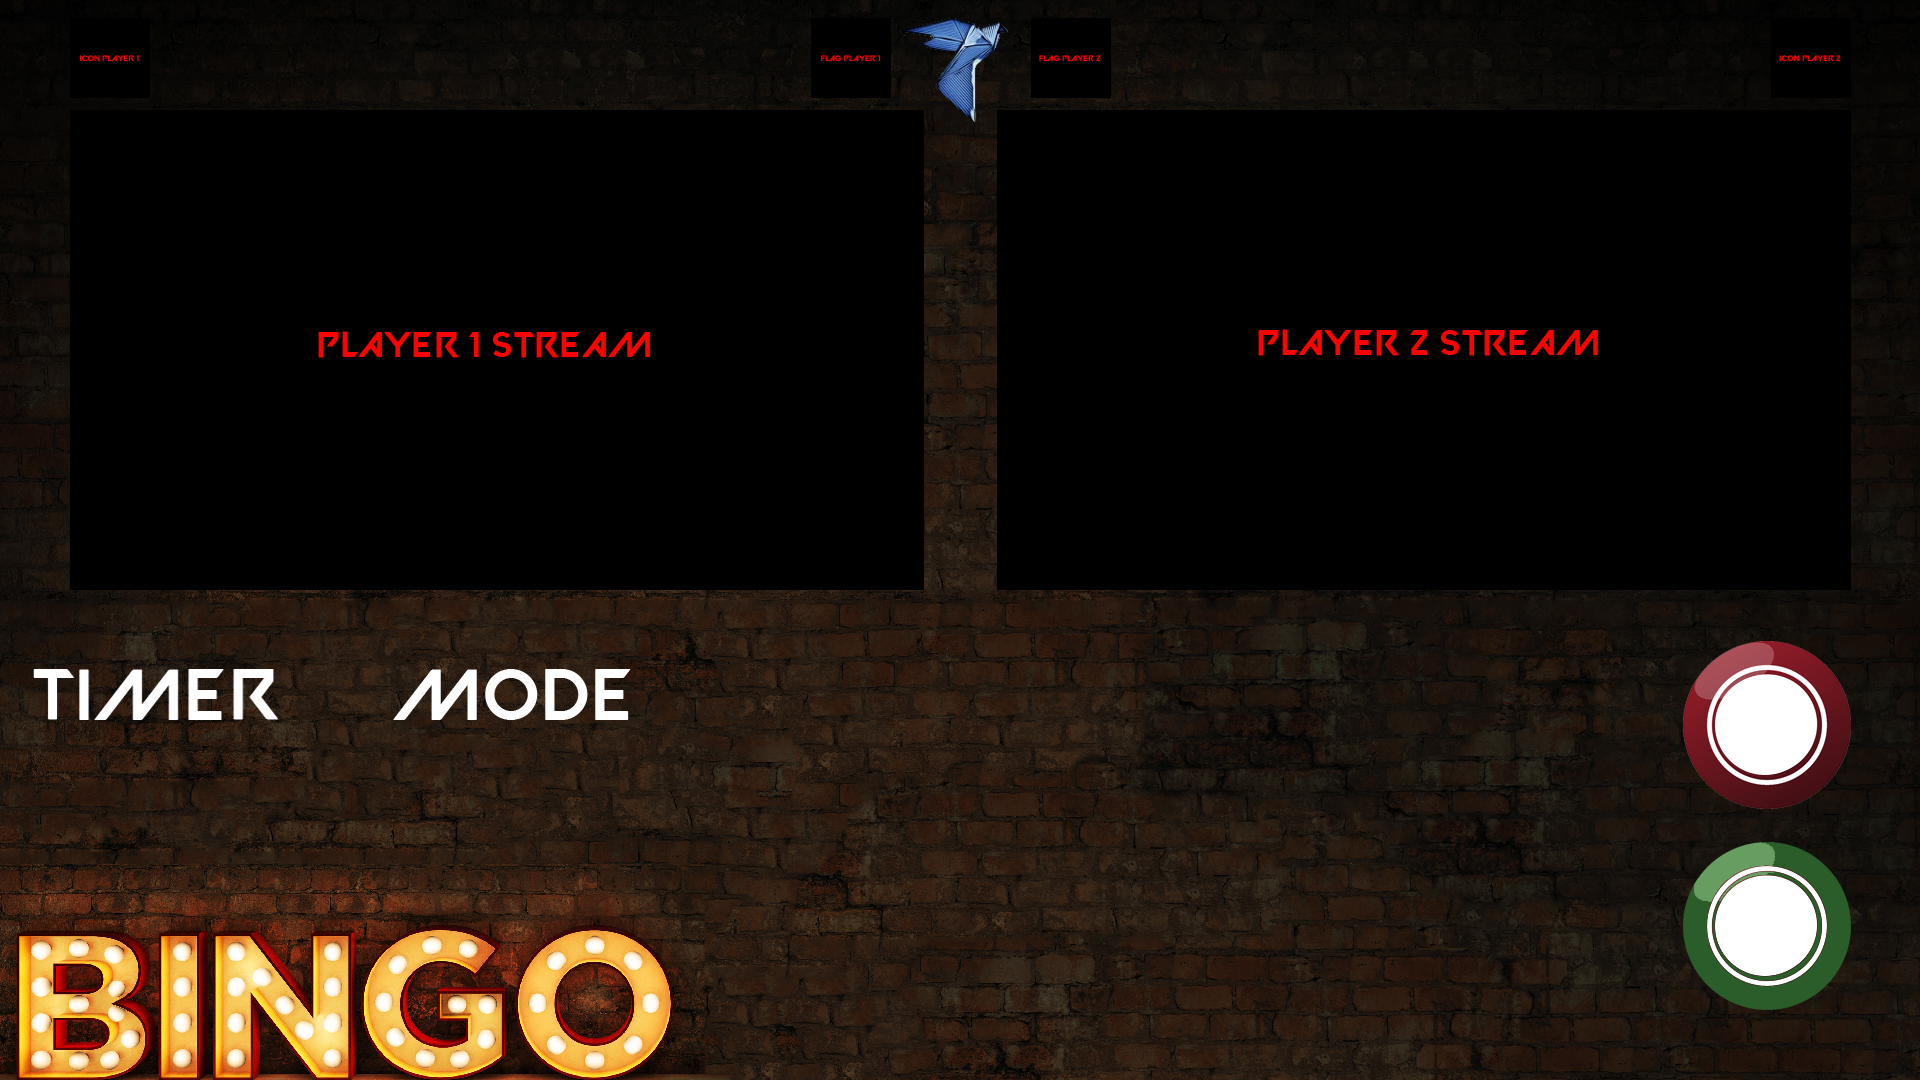 ICON PLAYER 1
FLAG PLAYER 1
FLAG PLAYER 2
ICON PLAYER 2
PLAYER 1 STREAM
PLAYER 2 STREAM
TIMER
MODE
BINGO